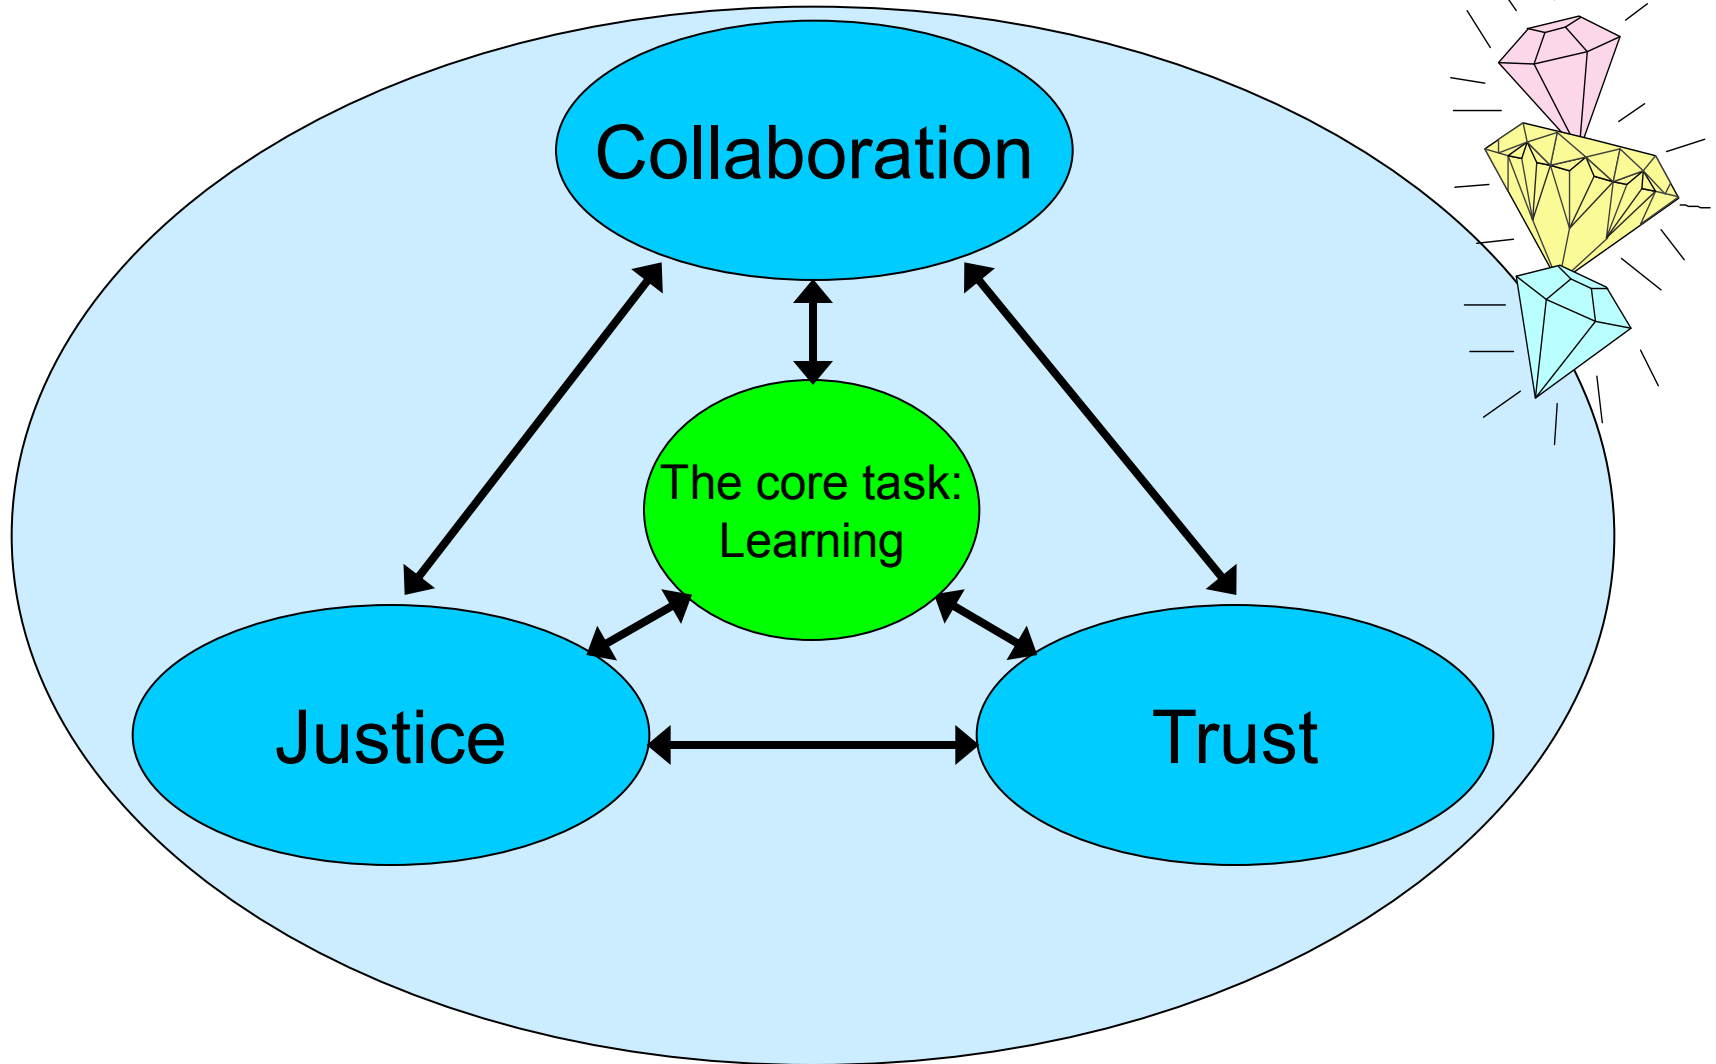 Collaboration
The core task:
Learning
Justice
Trust